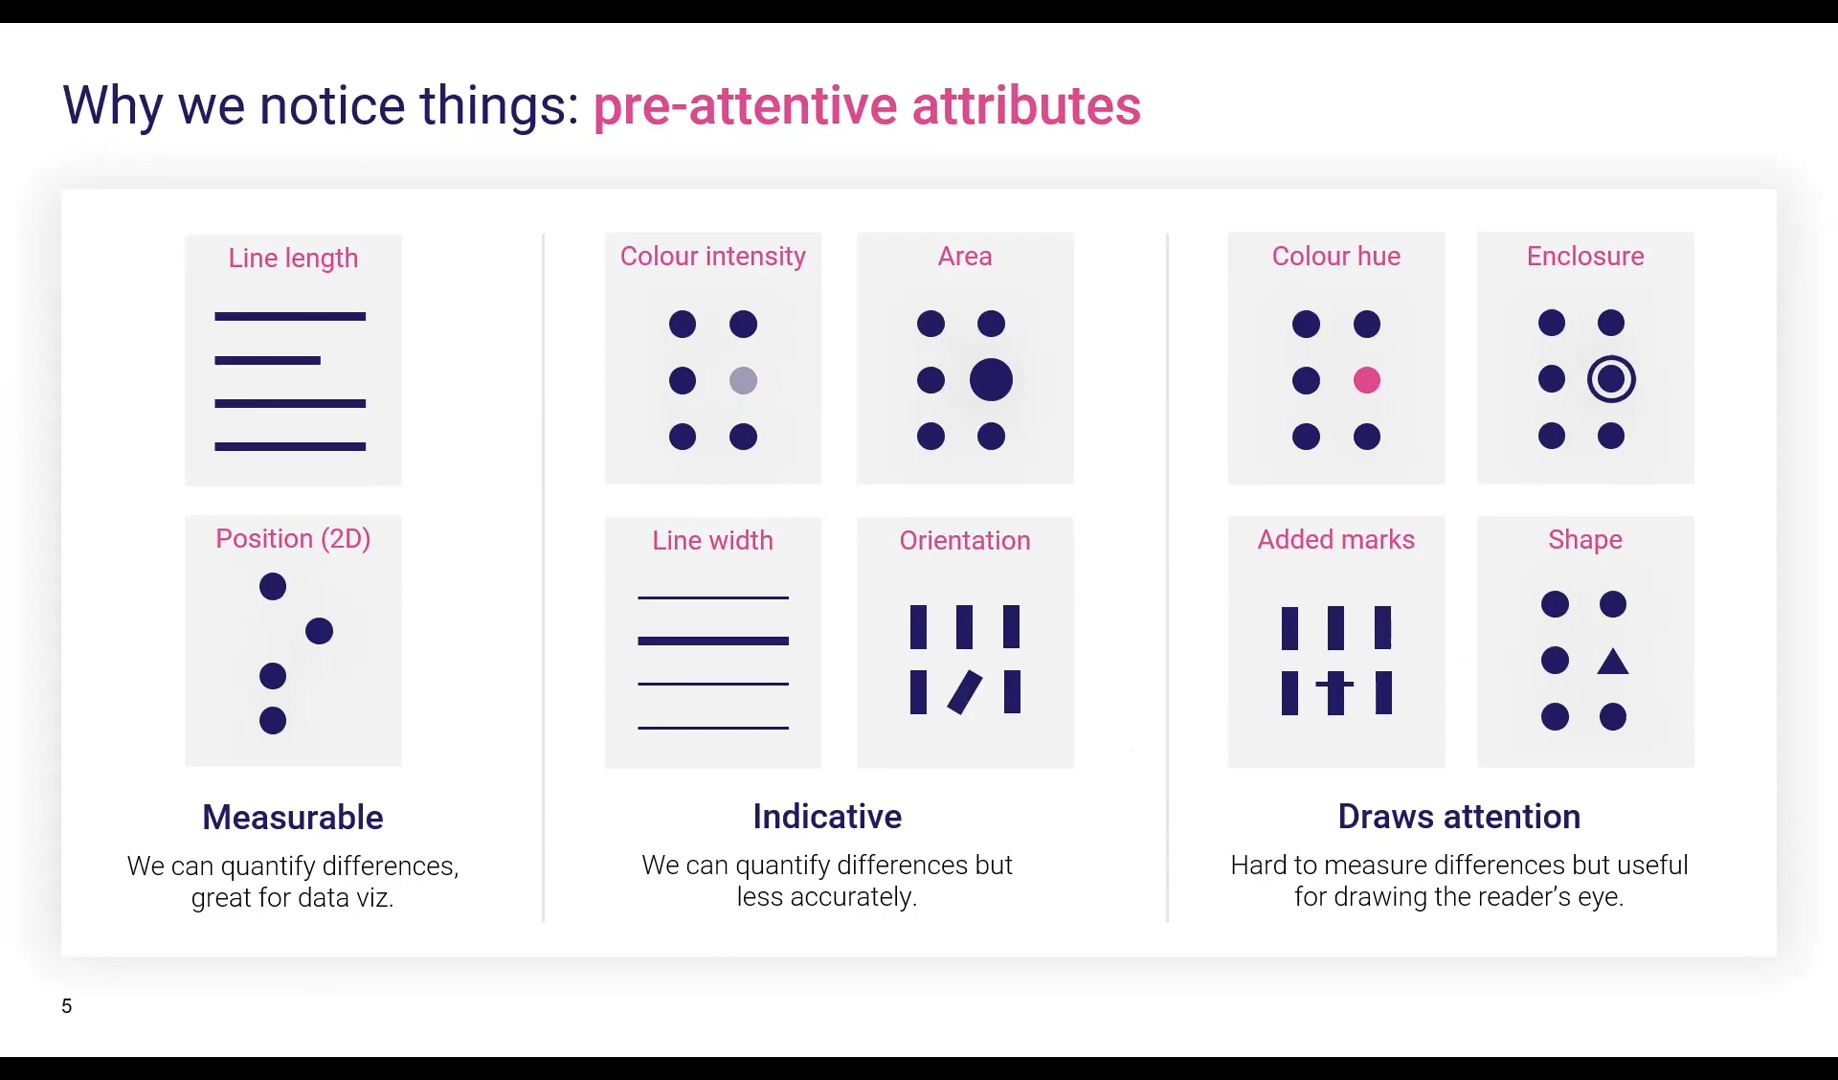 Why we notice things: pre-attentive attributes
Line length
Position (2D)
Measurable
We can quantify differences,
great for data viz.
Colour intensity
Area
Line width
Orientation
Indicative
We can quantify differences but
less accurately.
Colour hue
Enclosure
Added marks
Shape
Draws attention
Hard to measure differences but useful
for drawing the reader’s eye.
5